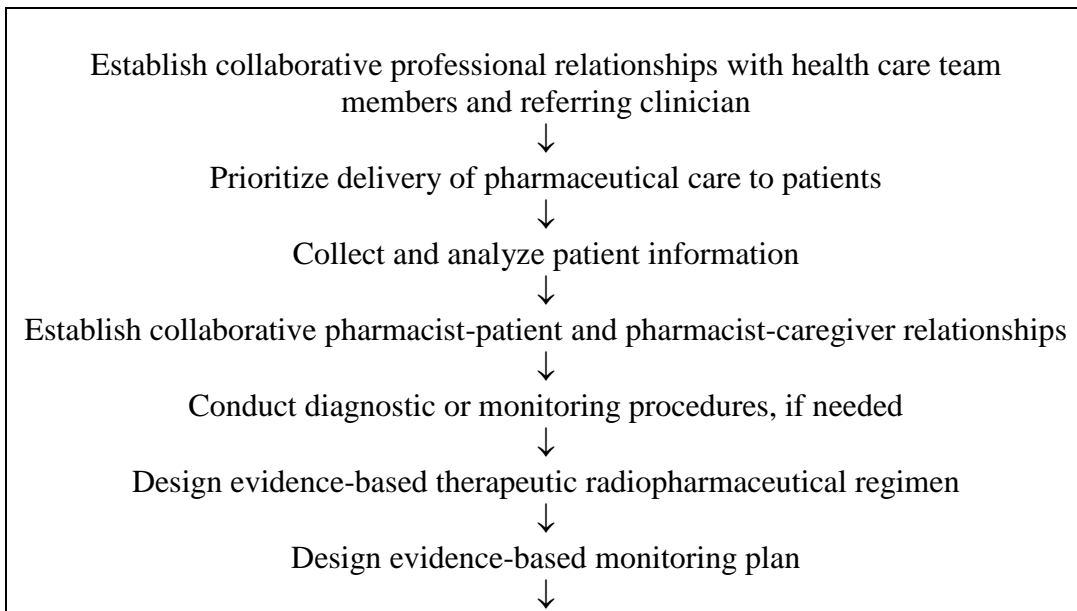 Establish collaborative professional relationships with health care team
members and referring clinician
↓
Prioritize delivery of pharmaceutical care to patients
↓
Collect and analyze patient information
↓
Establish collaborative pharmacist-patient and pharmacist-caregiver relationships
↓
Conduct diagnostic or monitoring procedures, if needed
↓
Design evidence-based therapeutic radiopharmaceutical regimen
↓
Design evidence-based monitoring plan
↓